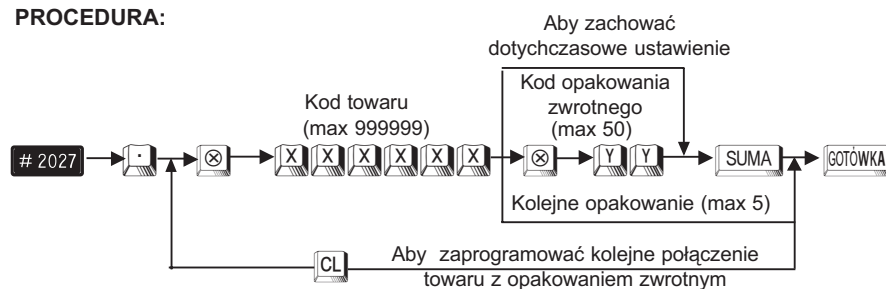 PROCEDURA:
Aby zachować
dotychczasowe ustawienie
Kod towaru
(max 999999)
Kod opakowania
zwrotnego
(max 50)
# 2027 . ⊗ X X X X X X ⊗ Y Y SUMA GOTÓWKA
Kolejne opakowanie (max 5)
CL
Aby zaprogramować kolejne połączenie
towaru z opakowaniem zwrotnym